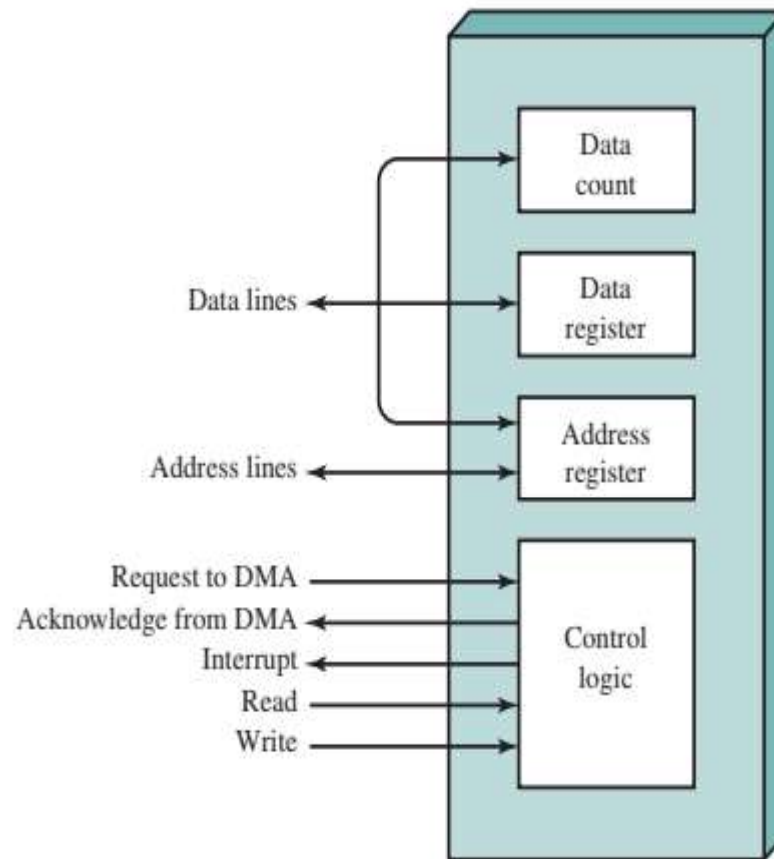 Data
count
Data lines
Data
register
Address
register
Address lines
Request to DMA
Acknowledge from DMA
Interrupt
Read
Write
Control
logic